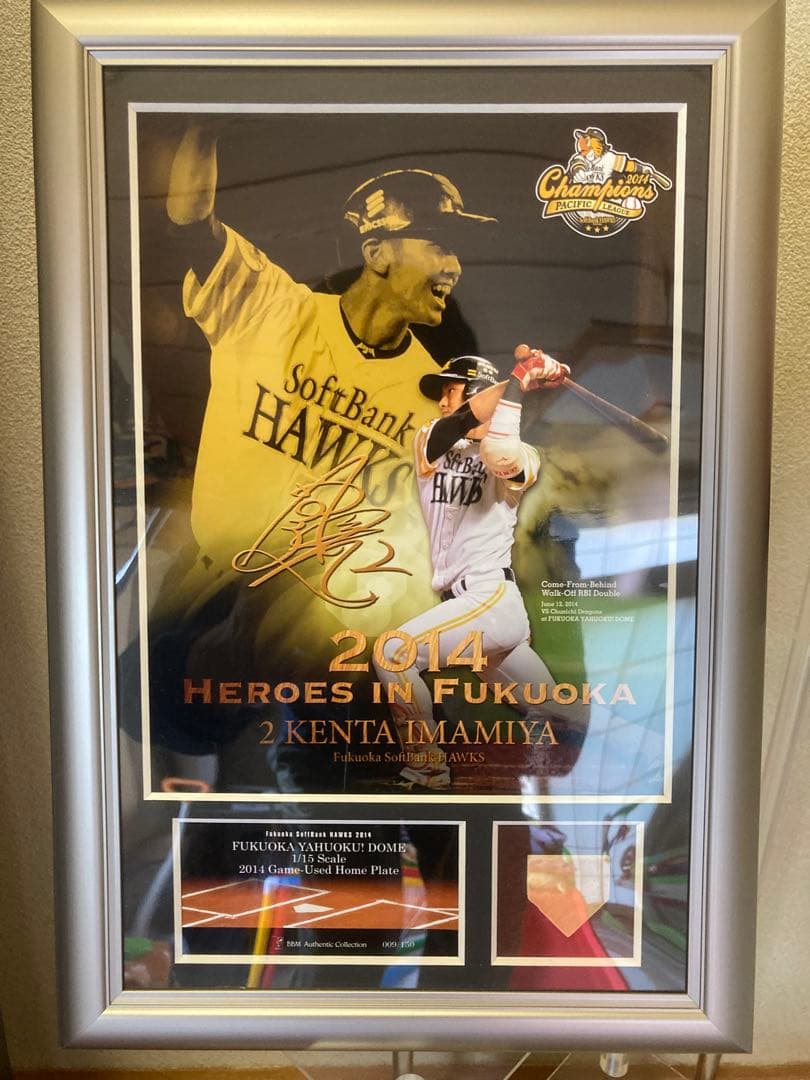 2014
Champions
PACIFIC LEAGUE
ERICSSON
SoftBank
HAWKS
SoftBank
HAWKS
2
Come-From-Behind
Walk-Off RBI Double
June 12, 2014
VS Chunichi Dragons
at FUKUOKA YAHUOKU! DOME
2014
HEROES IN FUKUOKA
2 KENTA IMAMIYA
Fukuoka SoftBank HAWKS
Fukuoka SoftBank HAWKS 2014
FUKUOKA YAHUOKU! DOME
1/15 Scale
2014 Game-Used Home Plate
BBM Authentic Collection 009/150